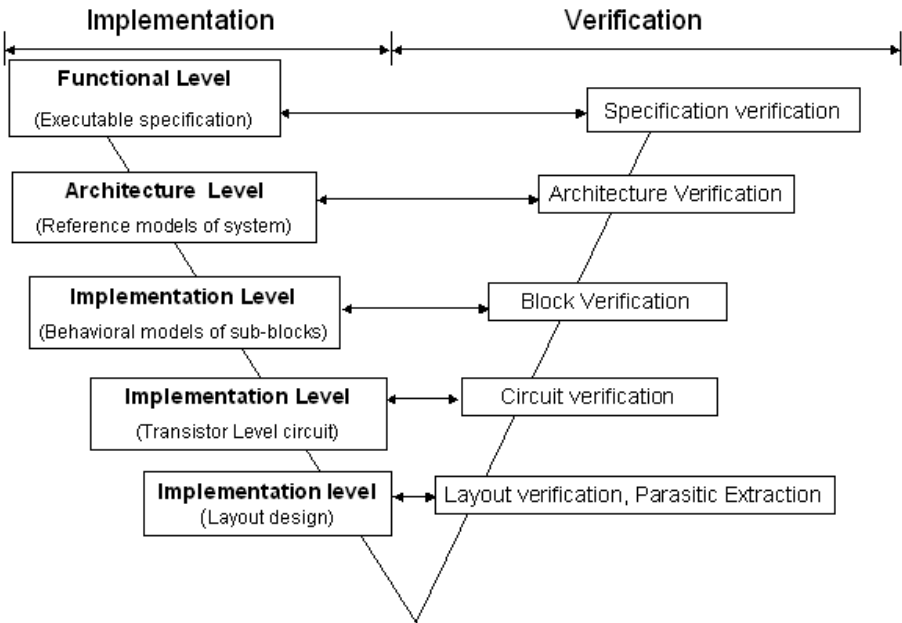 Implementation
Verification
Functional Level
(Executable specification)
Specification verification
Architecture Level
(Reference models of system)
Architecture Verification
Implementation Level
(Behavioral models of sub-blocks)
Block Verification
Implementation Level
(Transistor Level circuit)
Circuit verification
Implementation level
(Layout design)
Layout verification, Parasitic Extraction